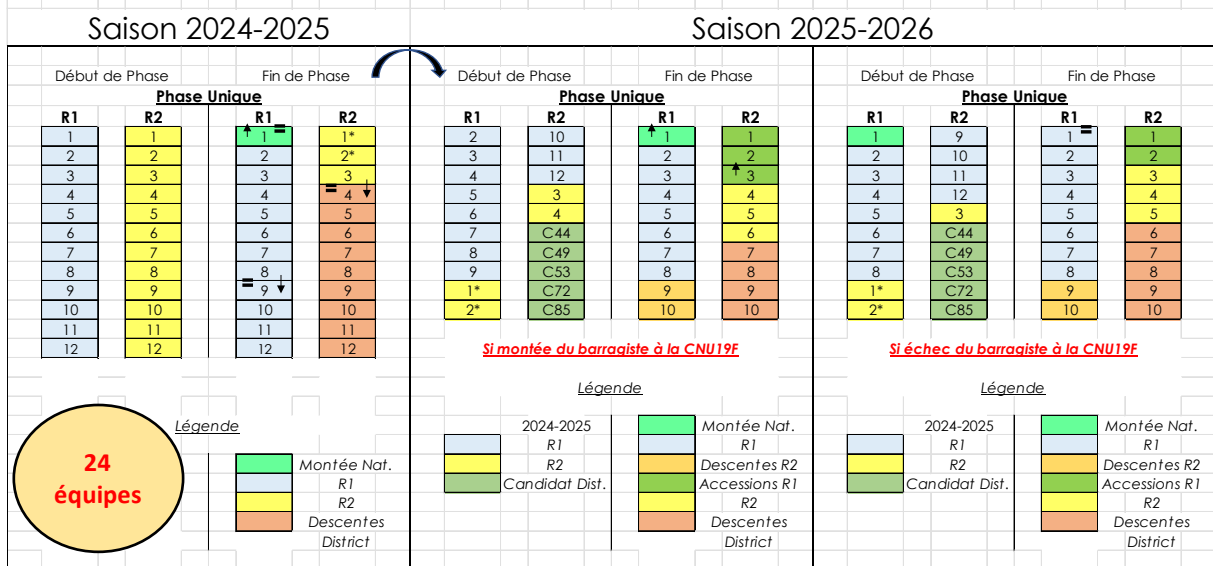 Saison 2024-2025 Saison 2025-2026
Début de Phase Fin de Phase Début de Phase Fin de Phase Début de Phase Fin de Phase
Phase Unique Phase Unique Phase Unique
R1 R2 R1 R2 R1 R2 R1 R2 R1 R2 R1 R2
1 1 1 = 1* 2 10 1 1 1 9 1 = 1
2 2 2 2* 3 11 2 2 2 10 2 2
3 3 3 3 4 12 3 3 3 11 3 3
4 4 4 = 4 5 3 4 4 4 12 4 4
5 5 5 5 6 4 5 5 5 3 5 5
6 6 6 6 7 C44 6 6 6 C44 6 6
7 7 7 7 8 C49 7 7 7 C49 7 7
8 8 8 8 9 C53 8 8 8 C53 8 8
9 9 = 9 9 1* C72 9 9 1* C72 9 9
10 10 10 10 2* C85 10 10 2* C85 10 10
11 11 11 11
12 12 12 12
Si montée du barragiste à la CNU19F Si échec du barragiste à la CNU19F
Légende Légende
Légende 2024-2025 Montée Nat. 2024-2025 Montée Nat.
R1 R1 R1 R1
24 équipes
Montée Nat. R2 Descentes R2 R2 Descentes R2
R1 Candidat Dist. Accessions R1 Candidat Dist. Accessions R1
R2 R2 R2
Descentes Descentes Descentes
District District District